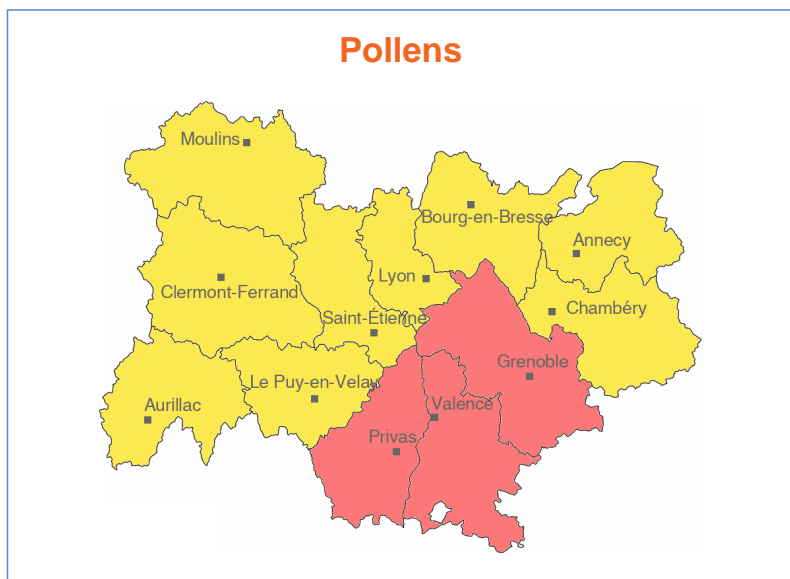 Pollens
Moulins
Bourg-en-Bresse
Annecy
Lyon
Clermont-Ferrand
Chambéry
Saint-Étienne
Grenoble
Le Puy-en-Velay
Aurillac
Valence
Privas